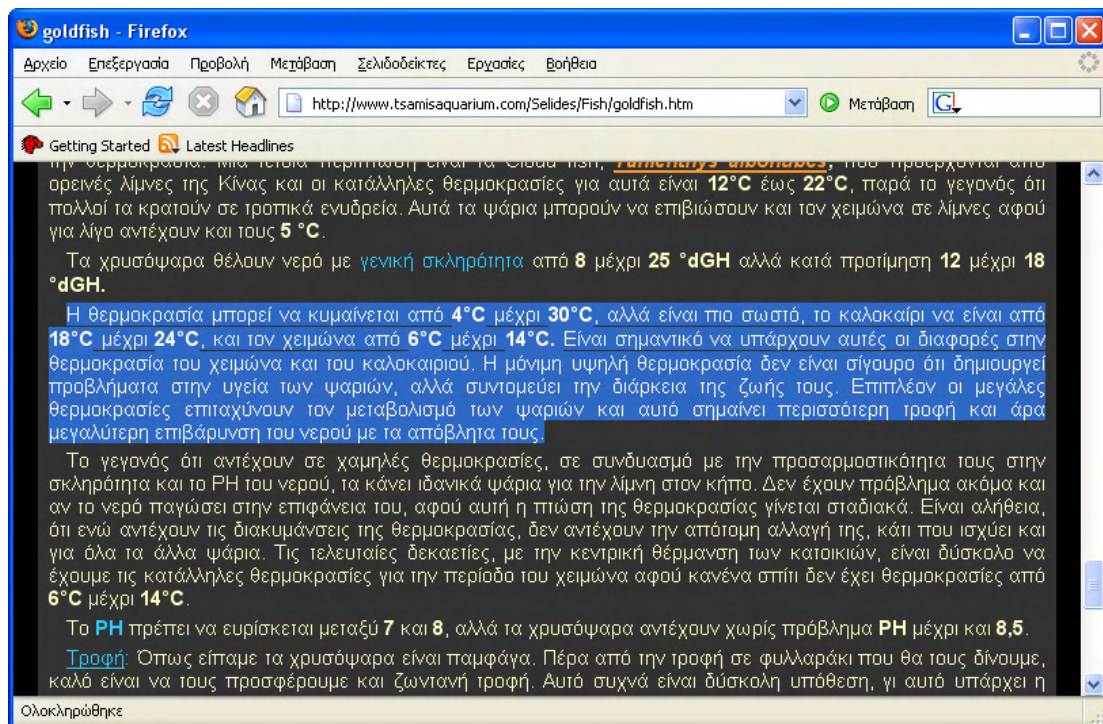 goldfish - Firefox
Αρχείο Επεξεργασία Προβολή Μετάβαση Σελιδοδείκτες Εργασίες Βοήθεια
http://www.tsamisaquarium.com/Selides/Fish/goldfish.htm Μετάβαση G
Getting Started Latest Headlines
την θερμοκρασία. Μια τέτοια περίπτωση είναι τα Cloud fish, που προέρχονται από
ορεινές λίμνες της Κίνας και οι κατάλληλες θερμοκρασίες για αυτά είναι 12°C έως 22°C, παρά το γεγονός ότι
πολλοί τα κρατούν σε τροπικά ενυδρεία. Αυτά τα ψάρια μπορούν να επιβιώσουν και τον χειμώνα σε λίμνες αφού
για λίγο αντέχουν και τους 5 °C.
Τα χρυσόψαρα θέλουν νερό με γενική σκληρότητα από 8 μέχρι 25 °dGH αλλά κατά προτίμηση 12 μέχρι 18
°dGH.
Η θερμοκρασία μπορεί να κυμαίνεται από 4°C μέχρι 30°C, αλλά είναι πιο σωστό, το καλοκαίρι να είναι από
18°C μέχρι 24°C, και τον χειμώνα από 6°C μέχρι 14°C. Είναι σημαντικό να υπάρχουν αυτές οι διαφορές στην
θερμοκρασία του χειμώνα και του καλοκαιριού. Η μόνιμη υψηλή θερμοκρασία δεν είναι σίγουρο ότι δημιουργεί
προβλήματα στην υγεία των ψαριών, αλλά συντομεύει την διάρκεια της ζωής τους. Επιπλέον οι μεγάλες
θερμοκρασίες επιταχύνουν τον μεταβολισμό των ψαριών και αυτό σημαίνει περισσότερη τροφή και άρα
μεγαλύτερη επιβάρυνση του νερού με τα απόβλητα τους.
Το γεγονός ότι αντέχουν σε χαμηλές θερμοκρασίες, σε συνδυασμό με την προσαρμοστικότητα τους στην
σκληρότητα και το PH του νερού, τα κάνει ιδανικά ψάρια για την λίμνη στον κήπο. Δεν έχουν πρόβλημα ακόμα και
αν το νερό παγώσει στην επιφάνεια του, αφού αυτή η πτώση της θερμοκρασίας γίνεται σταδιακά. Είναι αλήθεια,
ότι ενώ αντέχουν τις διακυμάνσεις της θερμοκρασίας, δεν αντέχουν την απότομη αλλαγή της, κάτι που ισχύει και
για όλα τα άλλα ψάρια. Τις τελευταίες δεκαετίες, με την κεντρική θέρμανση των κατοικιών, είναι δύσκολο να
έχουμε τις κατάλληλες θερμοκρασίες για την περίοδο του χειμώνα αφού κανένα σπίτι δεν έχει θερμοκρασίες από
6°C μέχρι 14°C.
Το PH πρέπει να ευρίσκεται μεταξύ 7 και 8, αλλά τα χρυσόψαρα αντέχουν χωρίς πρόβλημα PH μέχρι και 8,5.
Τροφή: Όπως είπαμε τα χρυσόψαρα είναι παμφάγα. Πέρα από την τροφή σε φυλλαράκι που θα τους δίνουμε,
καλό είναι να τους προσφέρουμε και ζωντανή τροφή. Αυτό συχνά είναι δύσκολη υπόθεση, γι αυτό υπάρχει η
Ολοκληρώθηκε